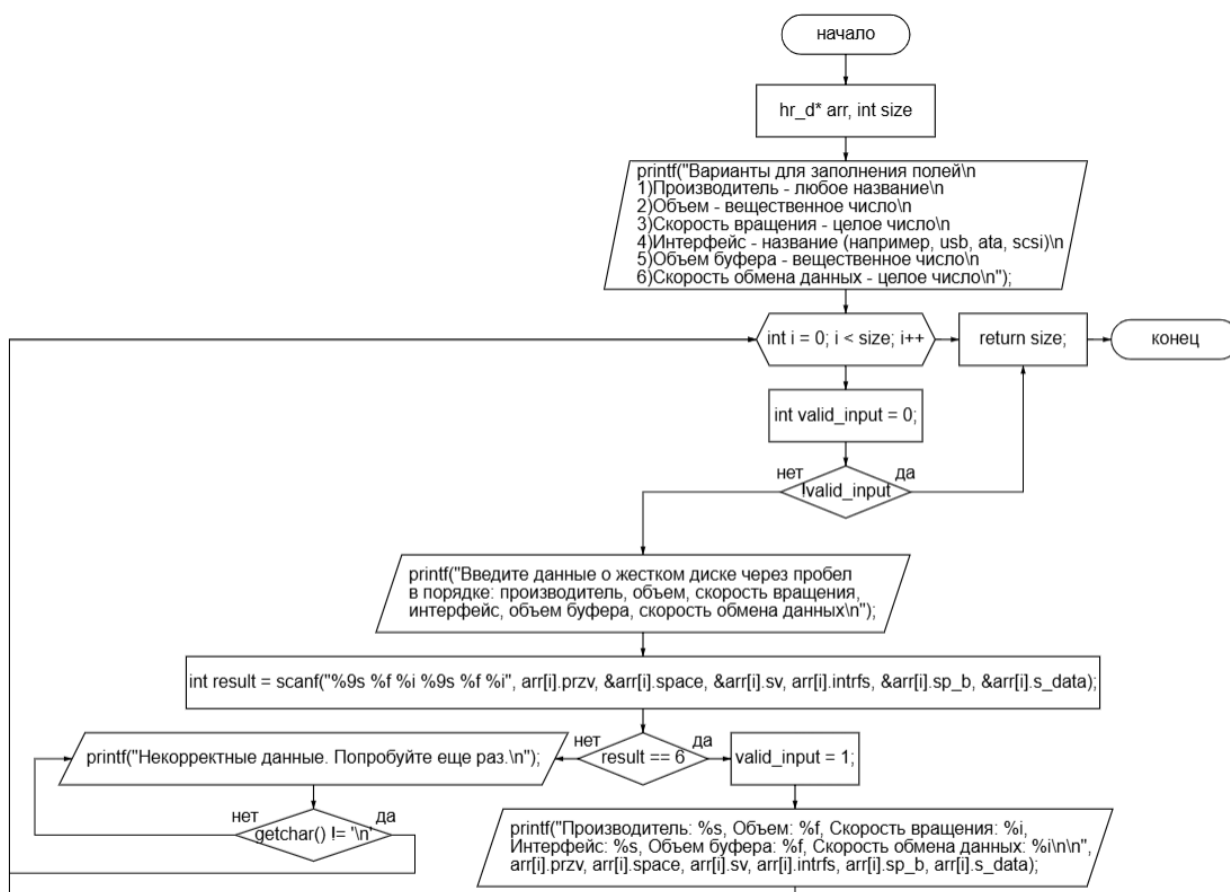 начало
hr_d* arr, int size
printf("Варианты для заполнения полей\n
1)Производитель - любое название\n
2)Объем - вещественное число\n
3)Скорость вращения - целое число\n
4)Интерфейс - название (например, usb, ata, scsi)\n
5)Объем буфера - вещественное число\n
6)Скорость обмена данных - целое число\n");
int i = 0; i < size; i++
return size;
конец
int valid_input = 0;
нет
да
!valid_input
printf("Введите данные о жестком диске через пробел
в порядке: производитель, объем, скорость вращения,
интерфейс, объем буфера, скорость обмена данных\n");
int result = scanf("%9s %f %i %9s %f %i", arr[i].przv, &arr[i].space, &arr[i].sv, arr[i].intrfs, &arr[i].sp_b, &arr[i].s_data);
нет
да
result == 6
printf("Некорректные данные. Попробуйте еще раз.\n");
valid_input = 1;
нет
да
getchar() != '\n'
printf("Производитель: %s, Объем: %f, Скорость вращения: %i,
Интерфейс: %s, Объем буфера: %f, Скорость обмена данных: %i\n\n",
arr[i].przv, arr[i].space, arr[i].sv, arr[i].intrfs, arr[i].sp_b, arr[i].s_data);